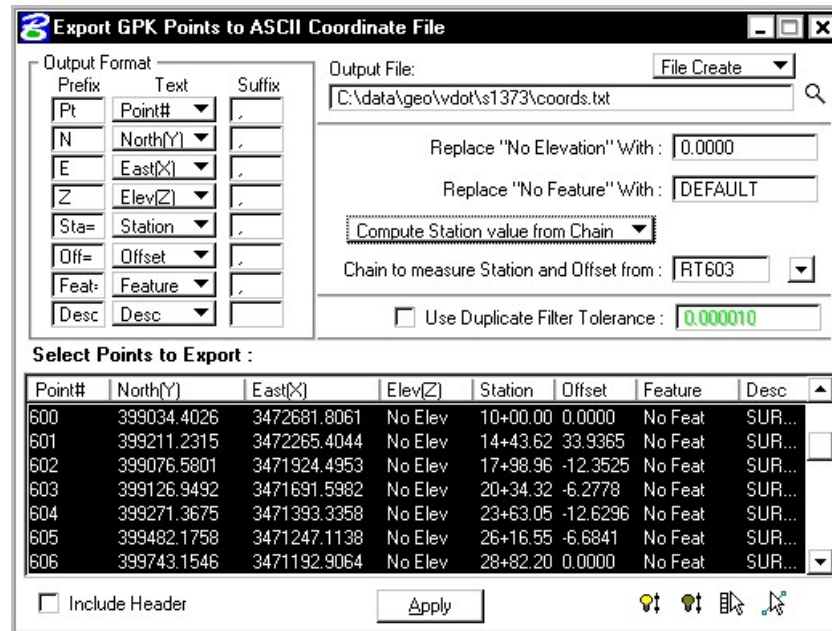 Export GPK Points to ASCII Coordinate File
Output Format
Prefix Text Suffix
Pt Point# ,
N North(Y) ,
E East(X) ,
Z Elev(Z) ,
Sta= Station ,
Off= Offset ,
Feat= Feature ,
Desc Desc
Output File: File Create
C:\data\geo\vdot\s1373\coords.txt
Replace "No Elevation" With : 0.0000
Replace "No Feature" With : DEFAULT
Compute Station value from Chain
Chain to measure Station and Offset from : RT603
Use Duplicate Filter Tolerance : 0.000010
Select Points to Export :
Point# North(Y) East(X) Elev(Z) Station Offset Feature Desc
600 399034.4026 3472681.8061 No Elev 10+00.00 0.0000 No Feat SUR...
601 399211.2315 3472265.4044 No Elev 14+43.62 33.9365 No Feat SUR...
602 399076.5801 3471924.4953 No Elev 17+98.96 -12.3525 No Feat SUR...
603 399126.9492 3471691.5982 No Elev 20+34.32 -6.2778 No Feat SUR...
604 399271.3675 3471393.3358 No Elev 23+63.05 -12.6296 No Feat SUR...
605 399482.1758 3471247.1138 No Elev 26+16.55 -6.6841 No Feat SUR...
606 399743.1546 3471192.9064 No Elev 28+82.20 0.0000 No Feat SUR...
Include Header Apply